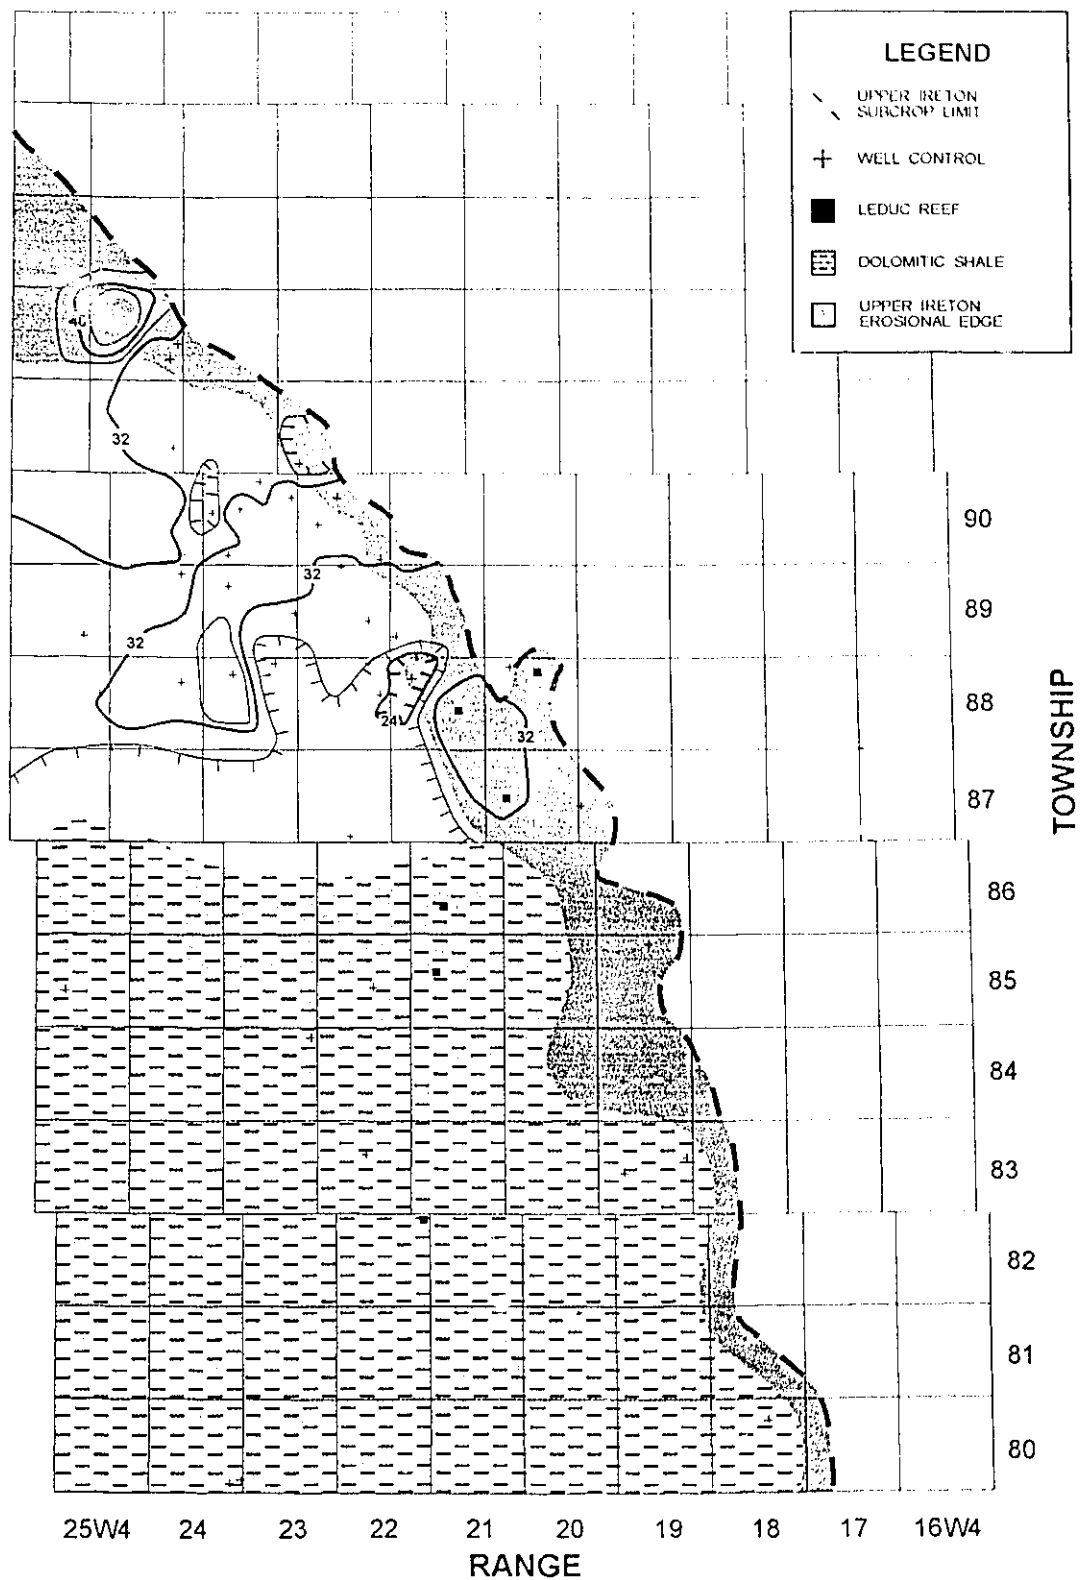 LEGEND
UPPER IRETON
SUBCROP LIMIT
WELL CONTROL
LEDUC REEF
DOLOMITIC SHALE
UPPER IRETON
EROSIONAL EDGE
40
32
90
32
89
32
88
24
32
87
TOWNSHIP
86
85
84
83
82
81
80
25W4 24 23 22 21 20 19 18 17 16W4
RANGE